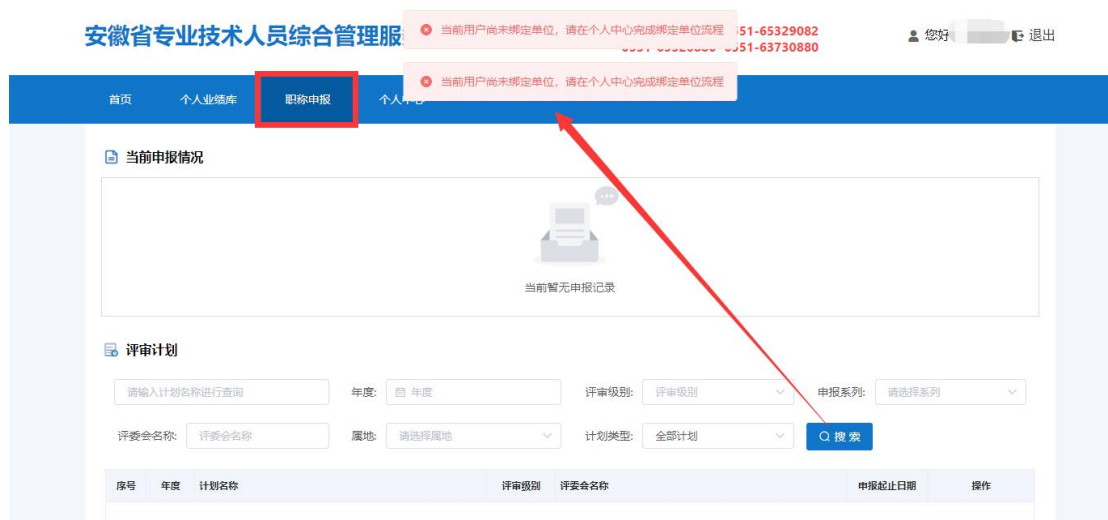 安徽省专业技术人员综合管理服
当前用户尚未绑定单位，请在个人中心完成绑定单位流程
51-65329082
0551-63730880
您好
退出
当前用户尚未绑定单位，请在个人中心完成绑定单位流程
首页 个人业绩库 职称申报 个人中心
当前申报情况
当前暂无申报记录
评审计划
请输入计划名称进行查询 年度: 年度 评审级别: 评审级别 申报系列: 请选择系列
评委会名称: 评委会名称 属地: 请选择属地 计划类型: 全部计划 搜索
序号 年度 计划名称 评审级别 评委会名称 申报起止日期 操作